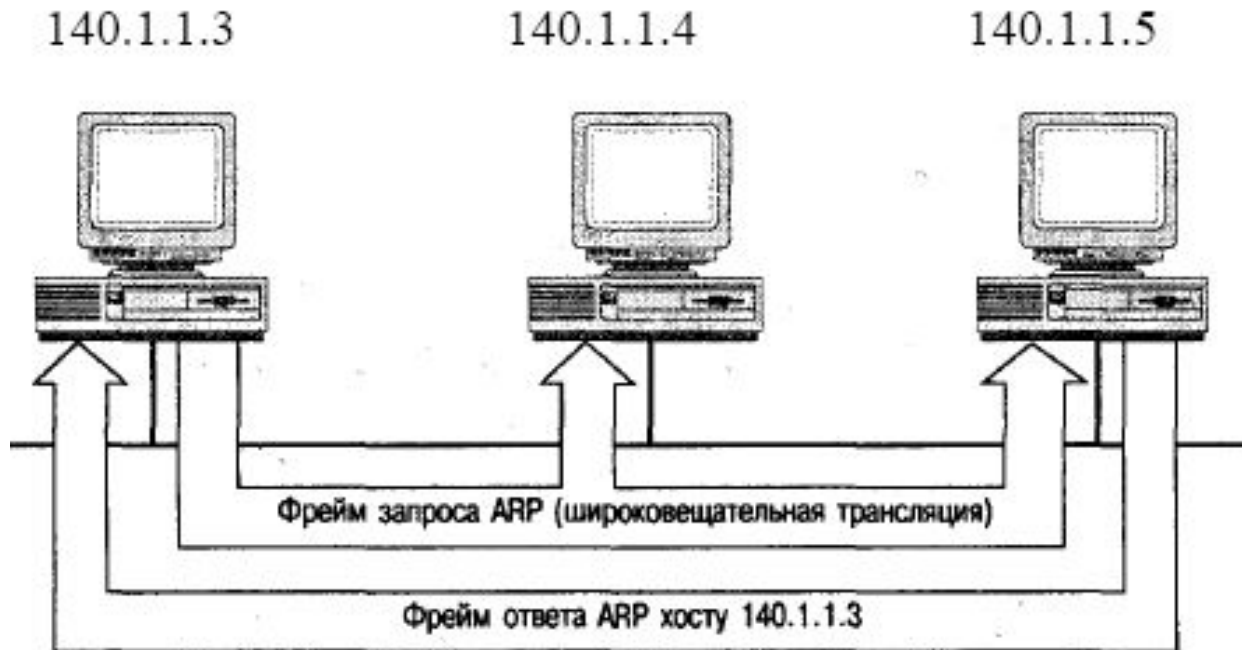 140.1.1.3 140.1.1.4 140.1.1.5
Фрейм запроса ARP (широковещательная трансляция)
Фрейм ответа ARP хосту 140.1.1.3